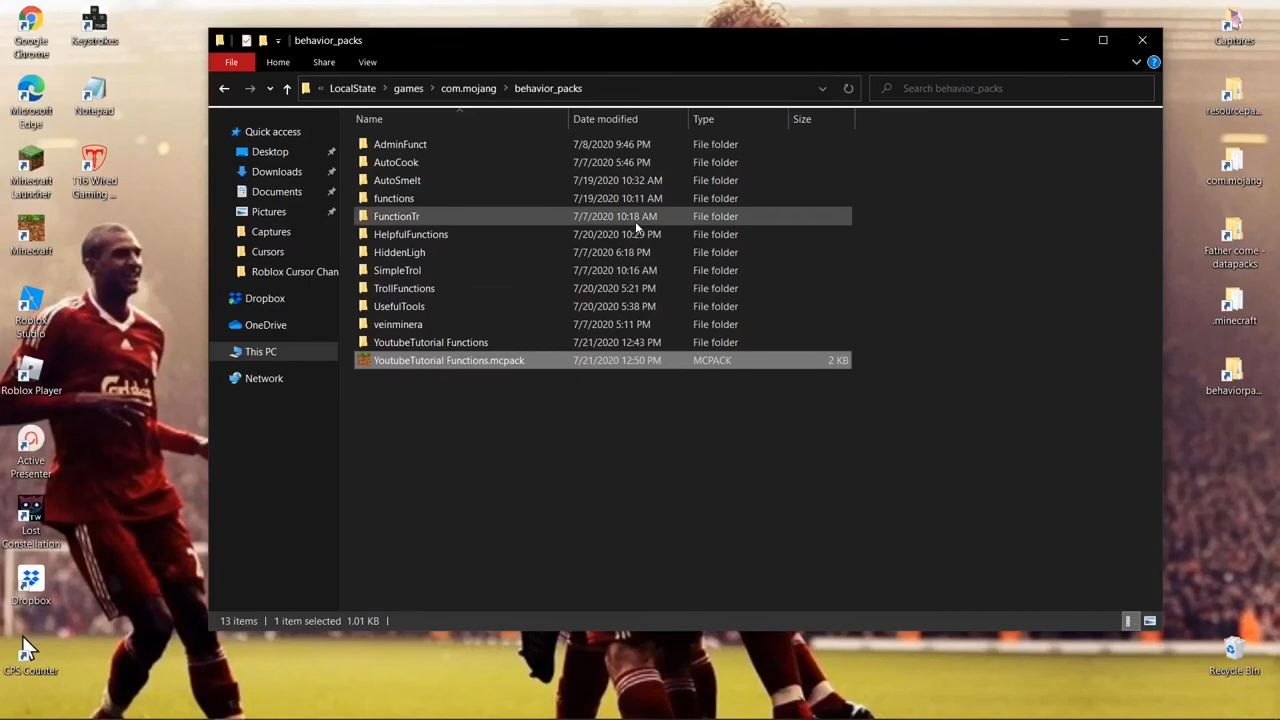 Google
Chrome
Keystrokes
Microsoft
Edge
Notepad
Minecraft
Launcher
T16 Wired
Gaming ...
Minecraft
Roblox
Studio
Roblox Player
Active
Presenter
Lost
Constellation
Dropbox
CPS Counter
behavior_packs
File
Home
Share
View
« LocalState > games > com.mojang > behavior_packs
Search behavior_packs
Quick access
Desktop
Downloads
Documents
Pictures
Captures
Cursors
Roblox Cursor Chan
Dropbox
OneDrive
This PC
Network
Name Date modified Type Size
AdminFunct 7/8/2020 9:46 PM File folder
AutoCook 7/7/2020 5:46 PM File folder
AutoSmelt 7/19/2020 10:32 AM File folder
functions 7/19/2020 10:11 AM File folder
FunctionTr 7/7/2020 10:18 AM File folder
HelpfulFunctions 7/20/2020 10:29 PM File folder
HiddenLigh 7/7/2020 6:18 PM File folder
SimpleTrol 7/7/2020 10:16 AM File folder
TrollFunctions 7/20/2020 5:21 PM File folder
UsefulTools 7/20/2020 5:38 PM File folder
veinminera 7/7/2020 5:11 PM File folder
YoutubeTutorial Functions 7/21/2020 12:43 PM File folder
YoutubeTutorial Functions.mcpack 7/21/2020 12:50 PM MCPACK 2 KB
13 items 1 item selected 1.01 KB
Captures
resourcepa...
com.mojang
Father come -
datapacks
.minecraft
behaviorpa...
Recycle Bin